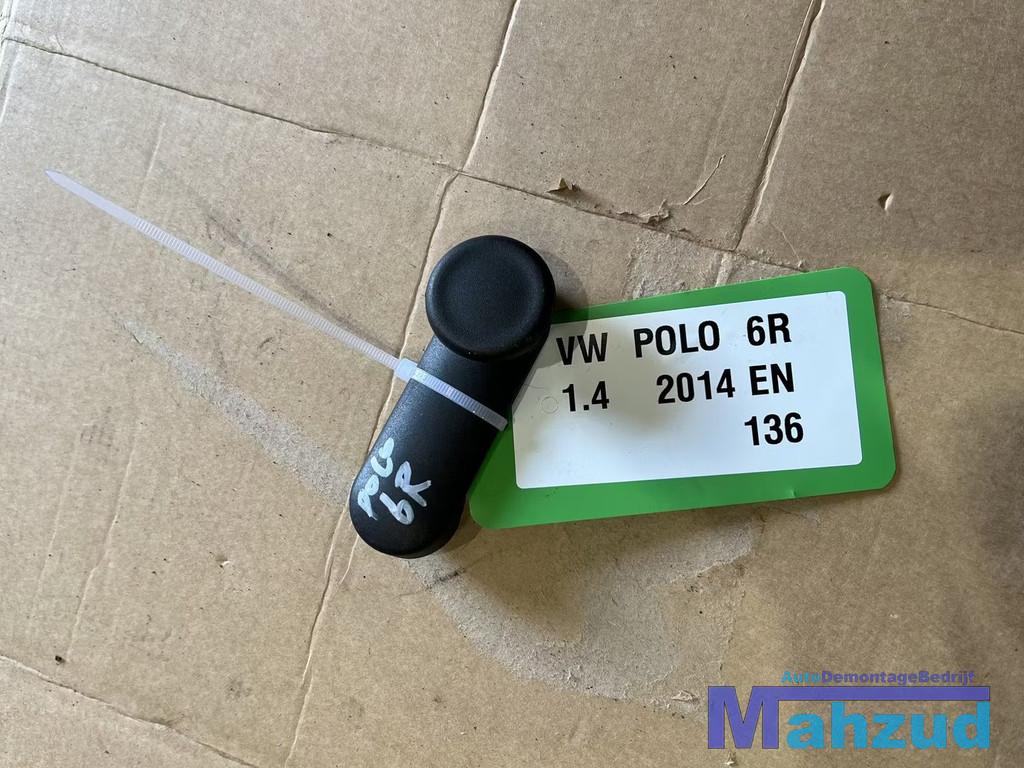 VW POLO 6R
1.4 2014 EN
136
POLO
6R
AutoDemontageBedrijf
Mahzud